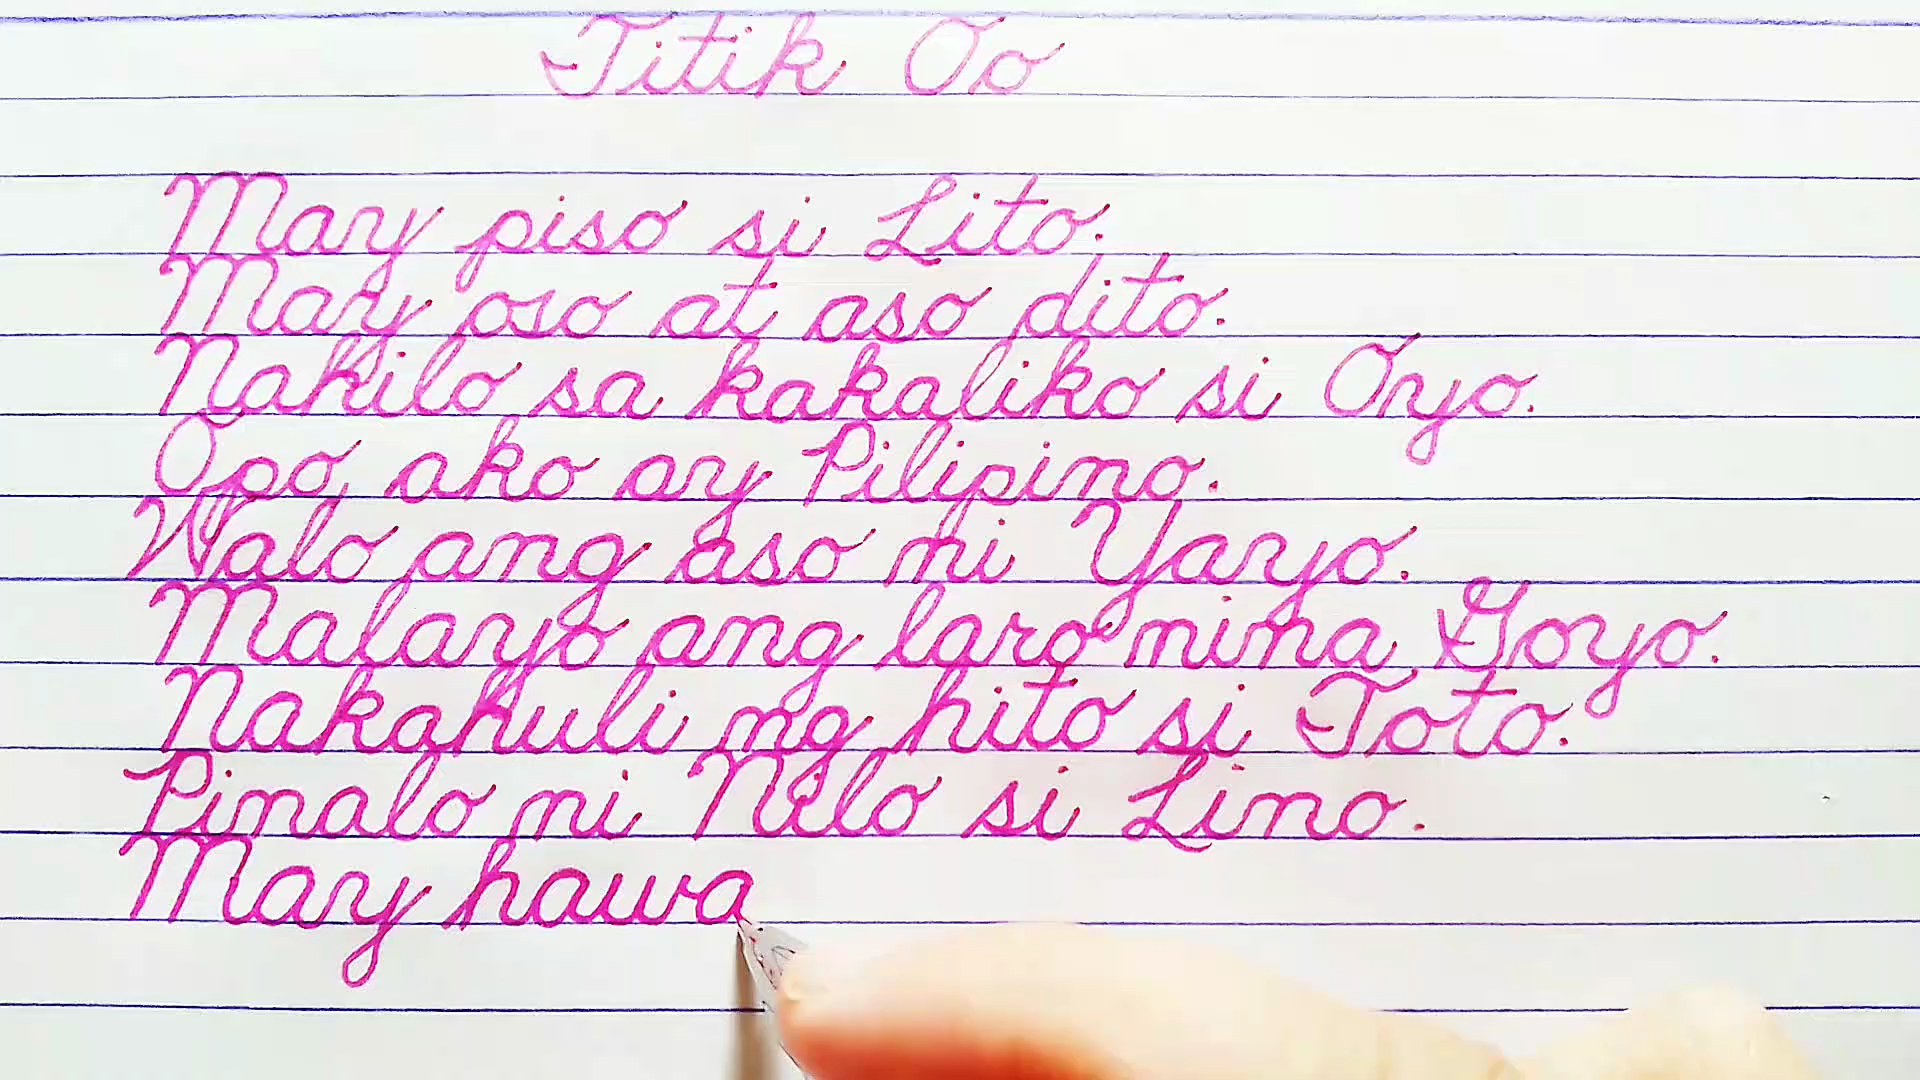 Titik Oo
May piso si Lito.
May oso at aso dito.
Nahilo sa kakaliko si Onyo.
Opo, ako ay Pilipino.
Walo ang aso ni Yayo.
Malayo ang laro nina Goyo.
Nakahuli ng hito si Toto.
Pinalo ni Nilo si Lino.
May hawa